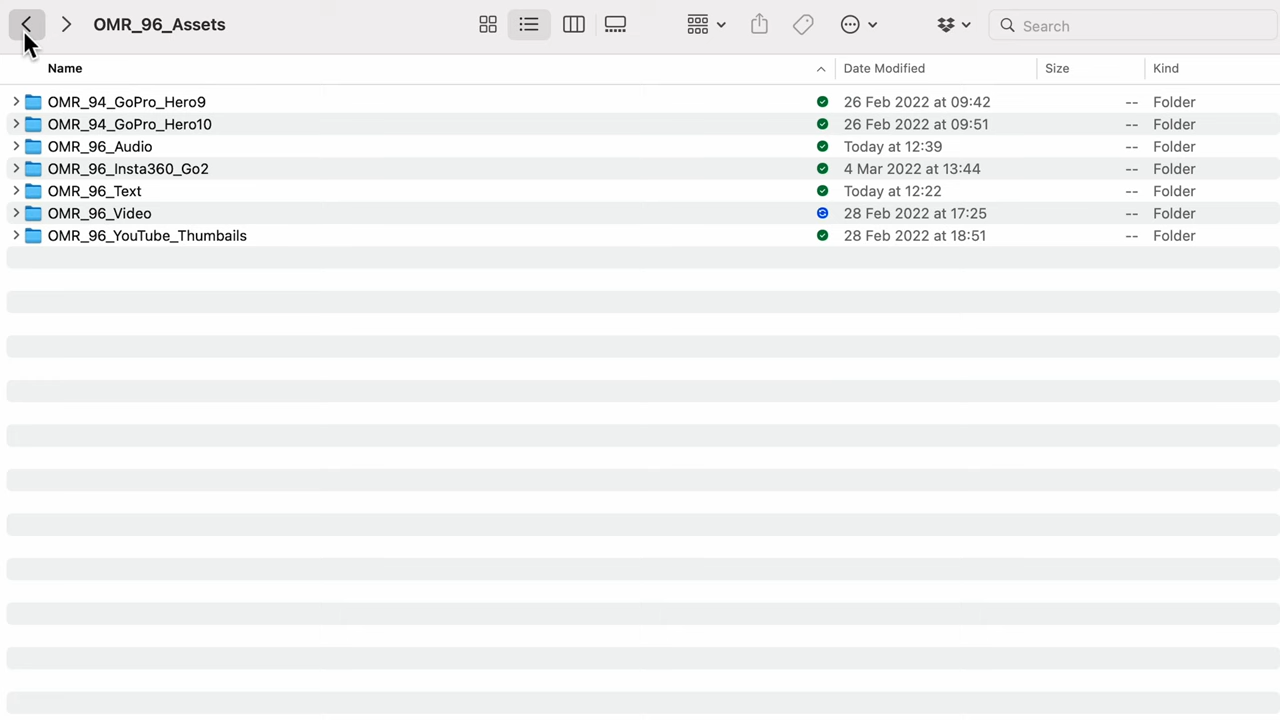 OMR_96_Assets
Search
Name Date Modified Size Kind
OMR_94_GoPro_Hero9 26 Feb 2022 at 09:42 -- Folder
OMR_94_GoPro_Hero10 26 Feb 2022 at 09:51 -- Folder
OMR_96_Audio Today at 12:39 -- Folder
OMR_96_Insta360_Go2 4 Mar 2022 at 13:44 -- Folder
OMR_96_Text Today at 12:22 -- Folder
OMR_96_Video 28 Feb 2022 at 17:25 -- Folder
OMR_96_YouTube_Thumbails 28 Feb 2022 at 18:51 -- Folder